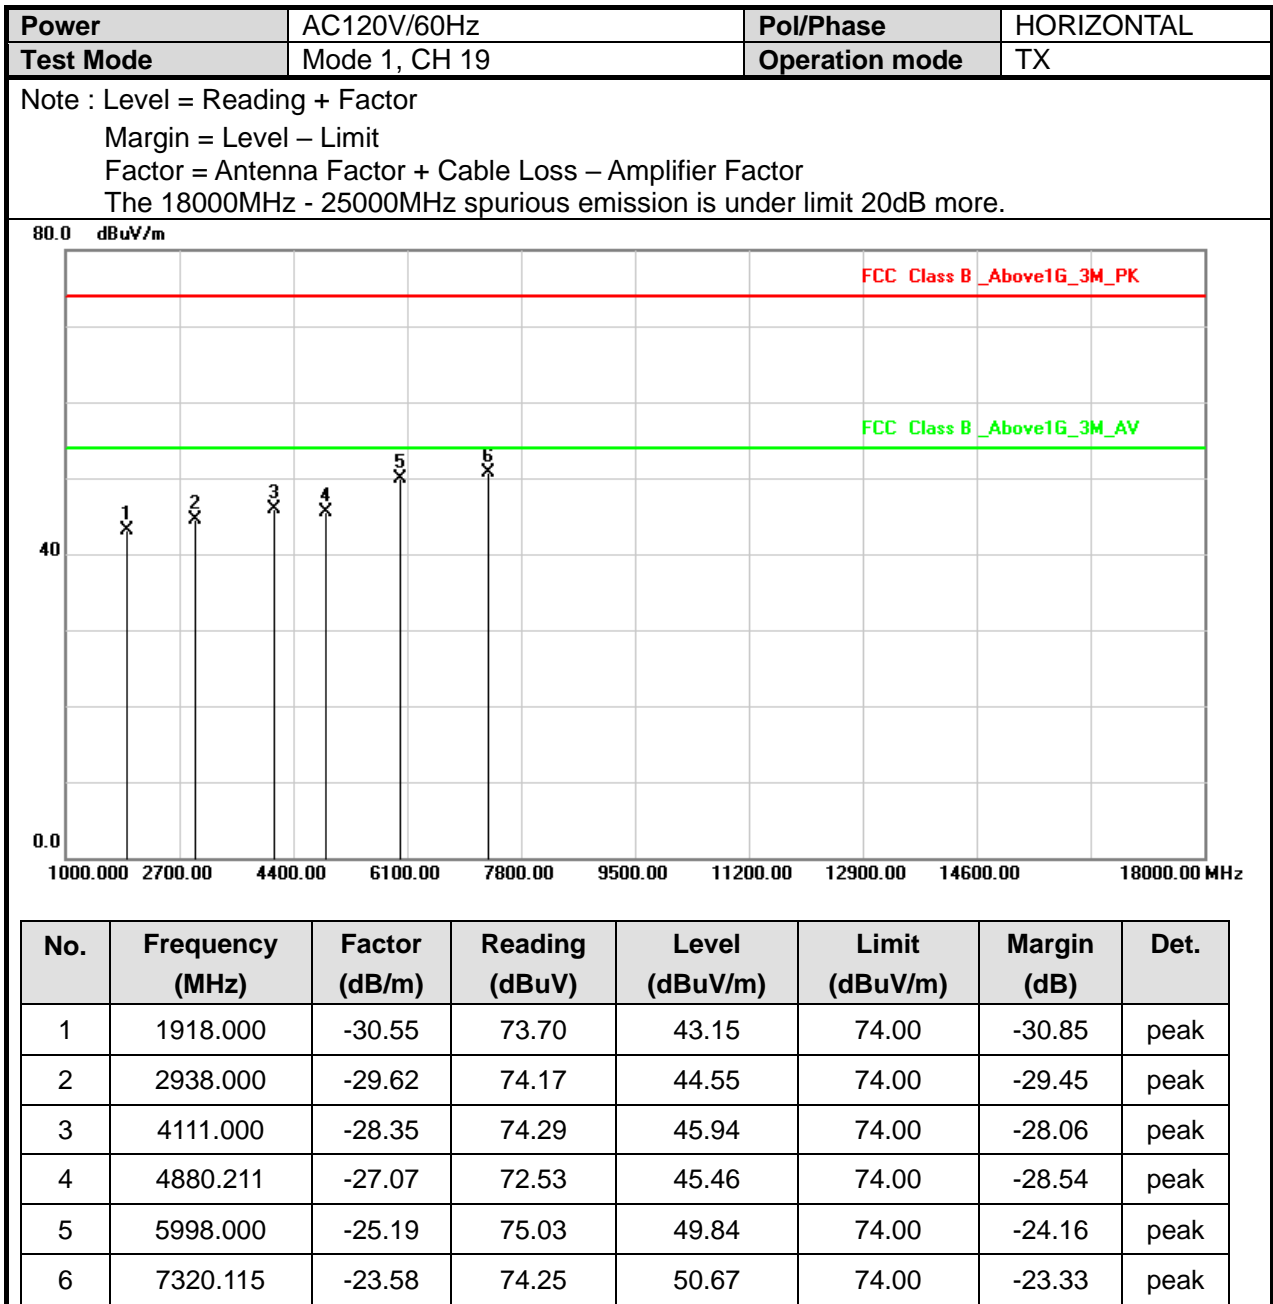 Power AC120V/60Hz Pol/Phase HORIZONTAL
Test Mode Mode 1, CH 19 Operation mode TX
Note : Level = Reading + Factor
Margin = Level – Limit
Factor = Antenna Factor + Cable Loss – Amplifier Factor
The 18000MHz - 25000MHz spurious emission is under limit 20dB more.
80.0 dBuV/m
FCC Class B _Above1G_3M_PK
FCC Class B _Above1G_3M_AV
1 2 3 4 5 6
40
0.0
1000.000 2700.00 4400.00 6100.00 7800.00 9500.00 11200.00 12900.00 14600.00 18000.00 MHz
No. Frequency Factor Reading Level Limit Margin Det.
(MHz) (dB/m) (dBuV) (dBuV/m) (dBuV/m) (dB)
1 1918.000 -30.55 73.70 43.15 74.00 -30.85 peak
2 2938.000 -29.62 74.17 44.55 74.00 -29.45 peak
3 4111.000 -28.35 74.29 45.94 74.00 -28.06 peak
4 4880.211 -27.07 72.53 45.46 74.00 -28.54 peak
5 5998.000 -25.19 75.03 49.84 74.00 -24.16 peak
6 7320.115 -23.58 74.25 50.67 74.00 -23.33 peak